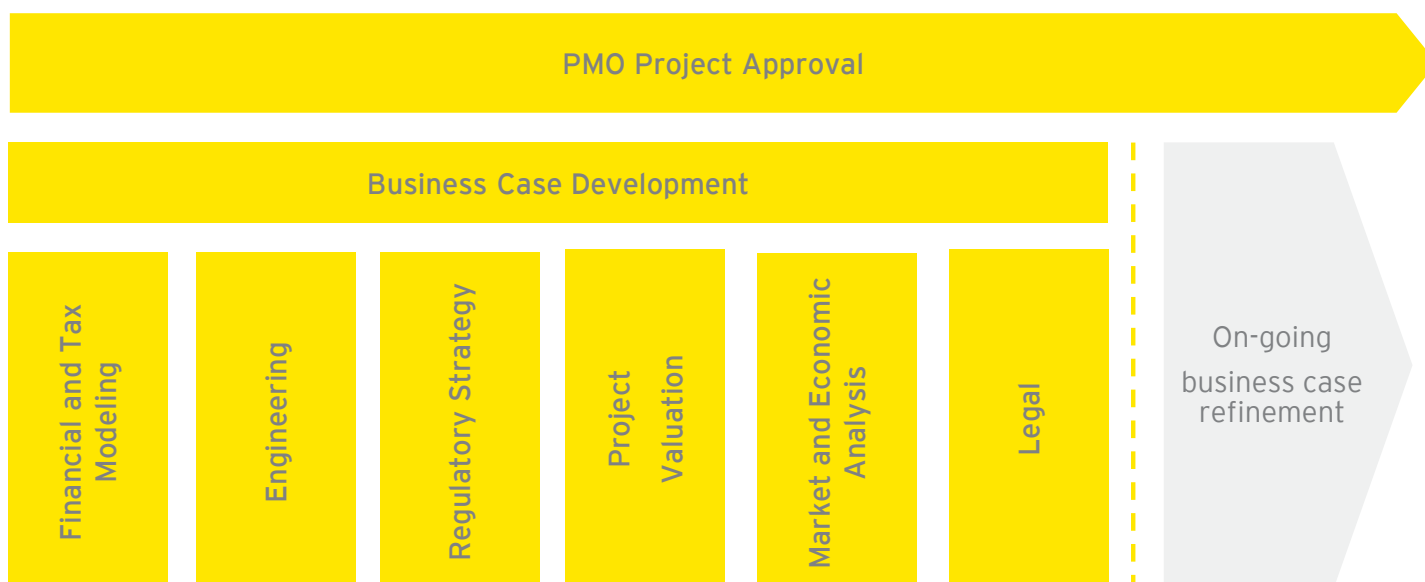 PMO Project Approval
Business Case Development
Financial and Tax
Modeling
Engineering
Regulatory Strategy
Project
Valuation
Market and Economic
Analysis
Legal
On-going
business case
refinement